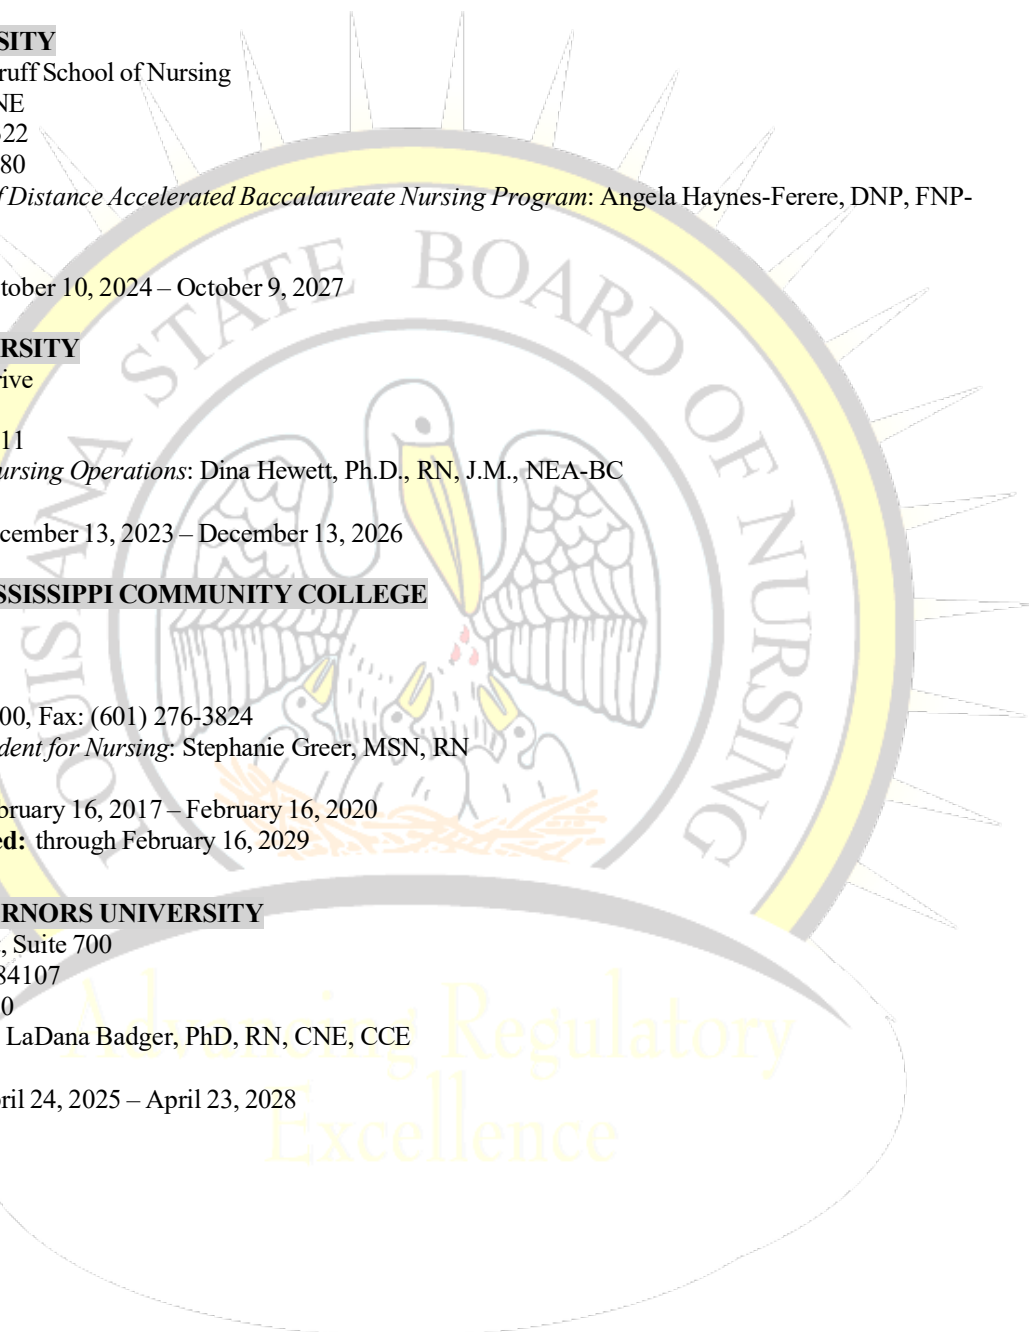 SITY
ruff School of Nursing
NE
322
80
f Distance Accelerated Baccalaureate Nursing Program: Angela Haynes-Ferere, DNP, FNP-
tober 10, 2024 – October 9, 2027
RSITY
rive
11
ursing Operations: Dina Hewett, Ph.D., RN, J.M., NEA-BC
cember 13, 2023 – December 13, 2026
SSISSIPPI COMMUNITY COLLEGE
00, Fax: (601) 276-3824
dent for Nursing: Stephanie Greer, MSN, RN
bruary 16, 2017 – February 16, 2020
ed: through February 16, 2029
RNORS UNIVERSITY
, Suite 700
84107
0
LaDana Badger, PhD, RN, CNE, CCE
ril 24, 2025 – April 23, 2028
LOUISIANA STATE BOARD OF NURSING
Advancing Regulatory
Excellence